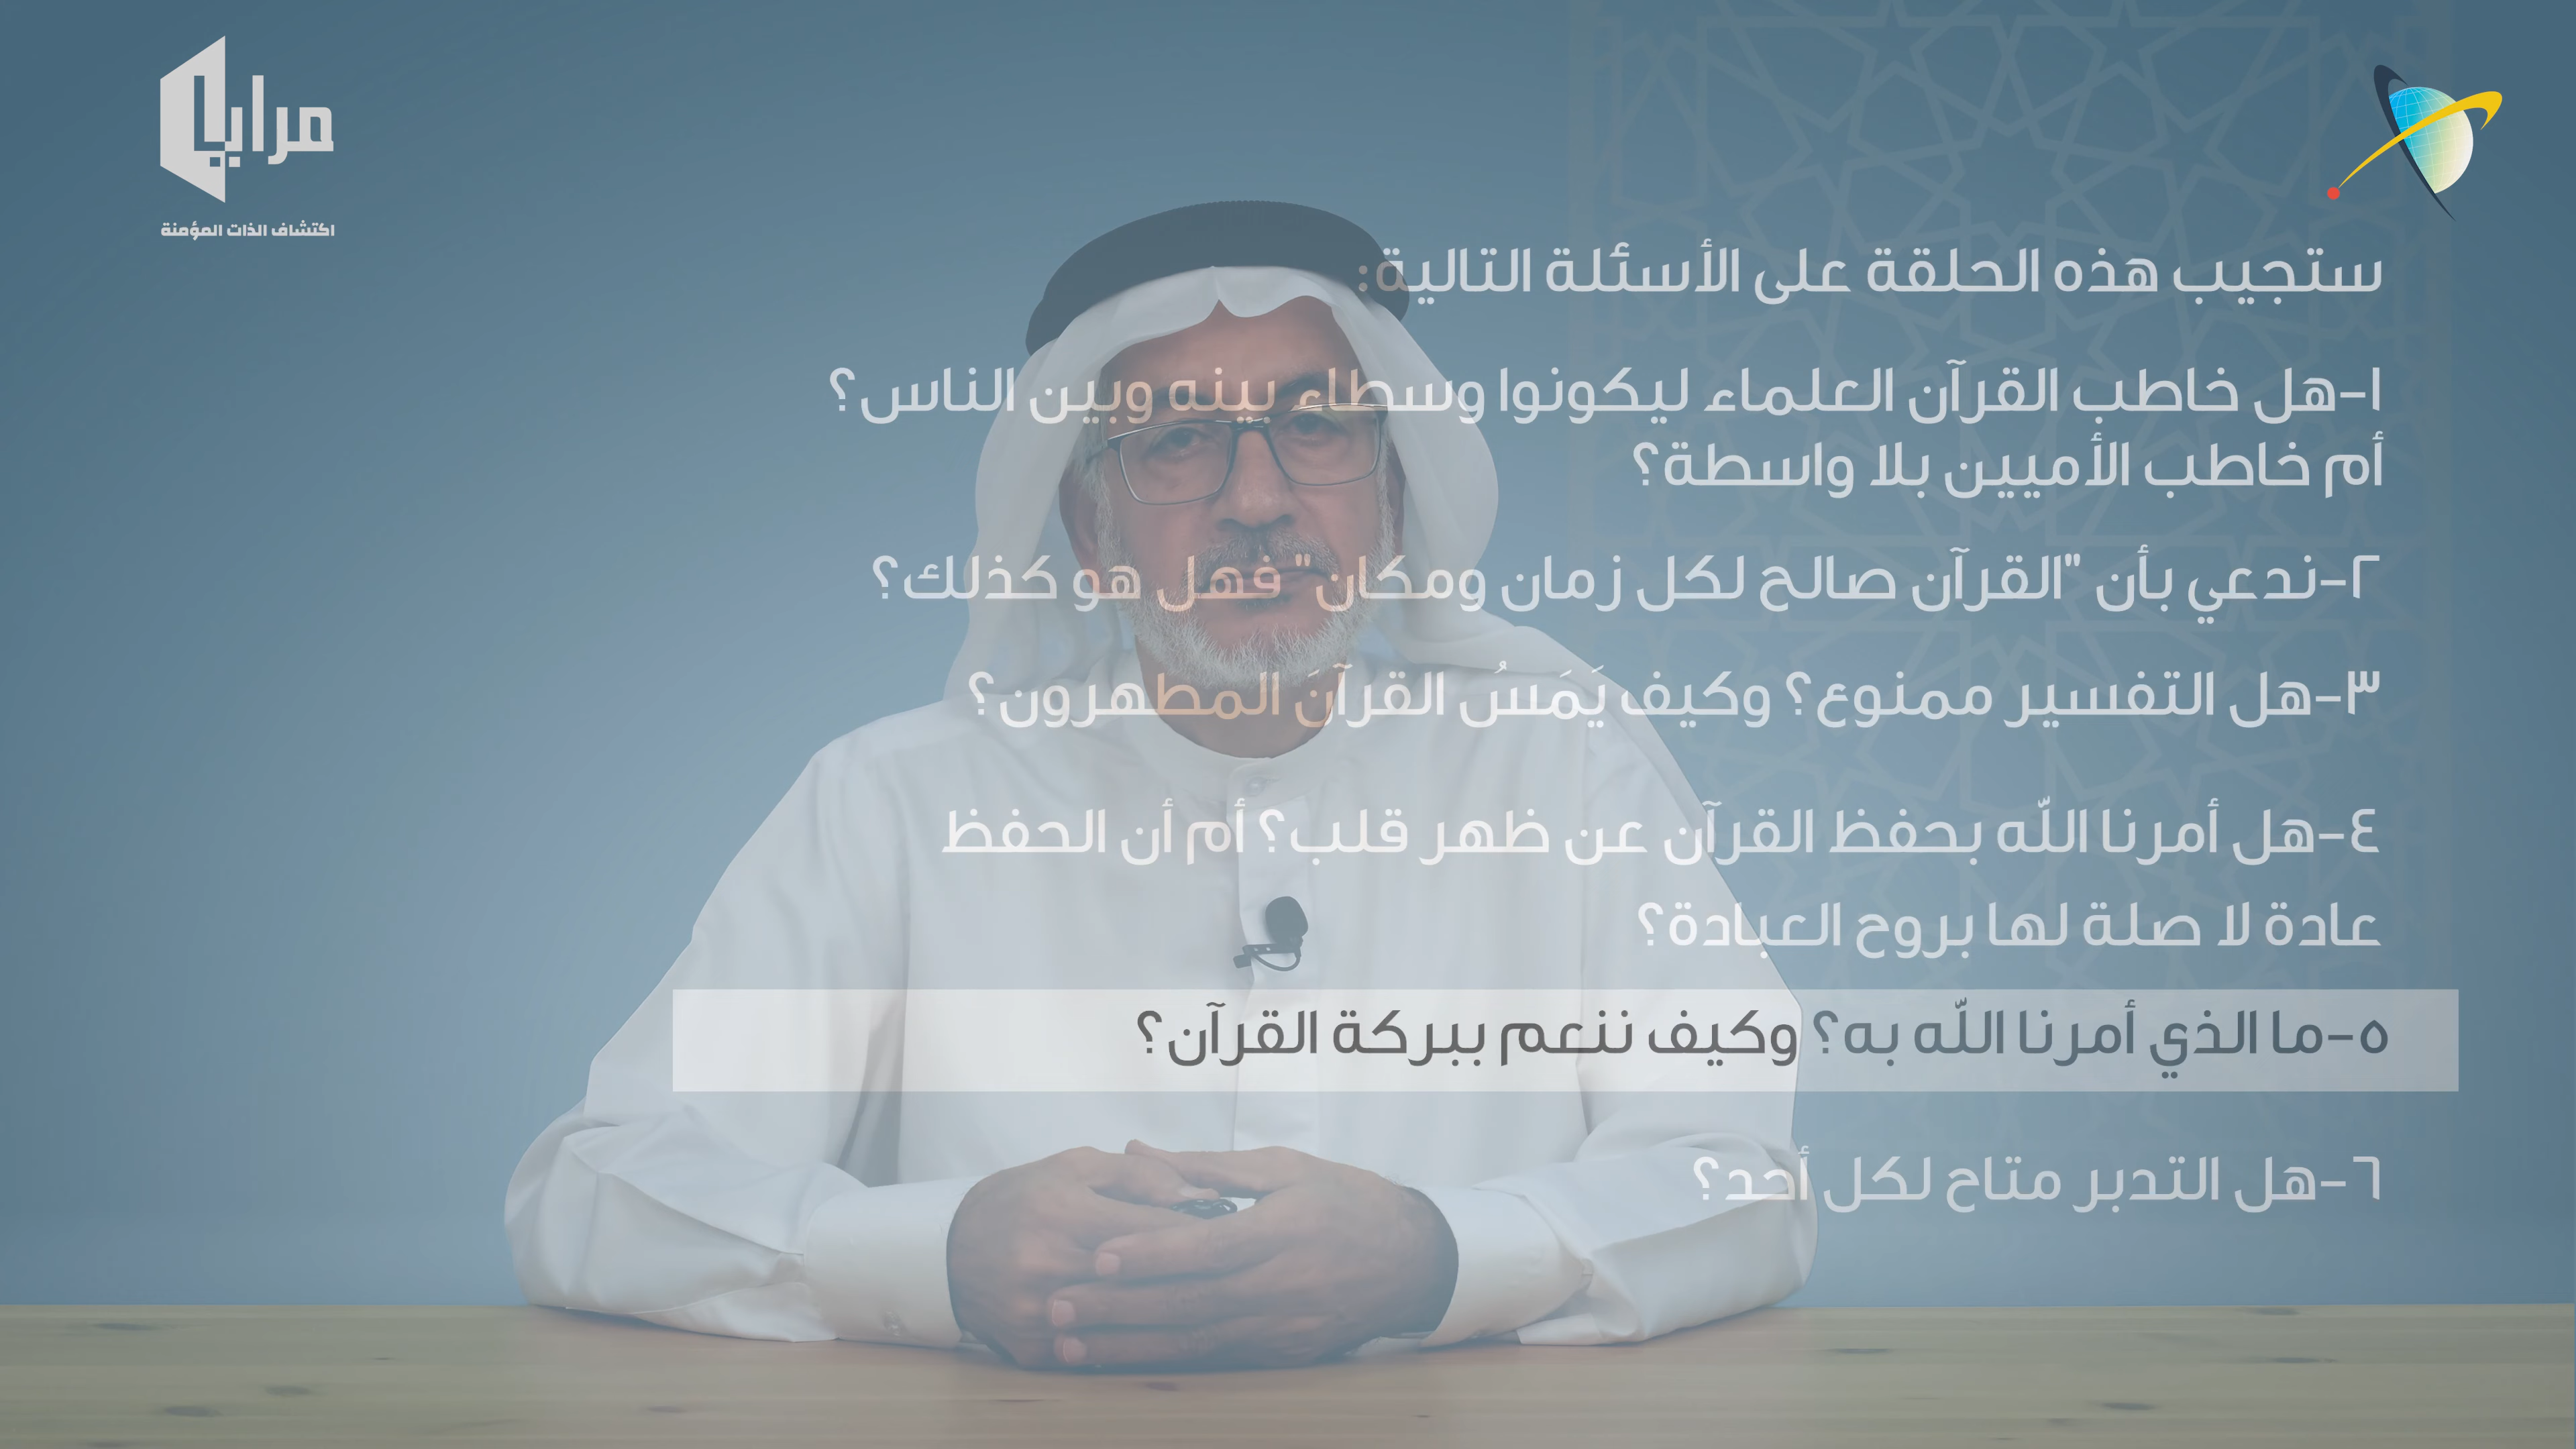 مرايا
اكتشاف الذات المؤمنة
ستجيب هذه الحلقة على الأسئلة التالية:
١-هل خاطب القرآن العلماء ليكونوا وسطاء بينه وبين الناس؟
أم خاطب الأميين بلا واسطة؟
٢-ندعي بأن "القرآن صالح لكل زمان ومكان" فهل هو كذلك؟
٣-هل التفسير ممنوع؟ وكيف يَمَسُ القرآنَ المطهرون؟
٤-هل أمرنا اللّه بحفظ القرآن عن ظهر قلب؟ أم أن الحفظ
عادة لا صلة لها بروح العبادة؟
٥-ما الذي أمرنا اللّه به؟ وكيف ننعم ببركة القرآن؟
٦-هل التدبر متاح لكل أحد؟